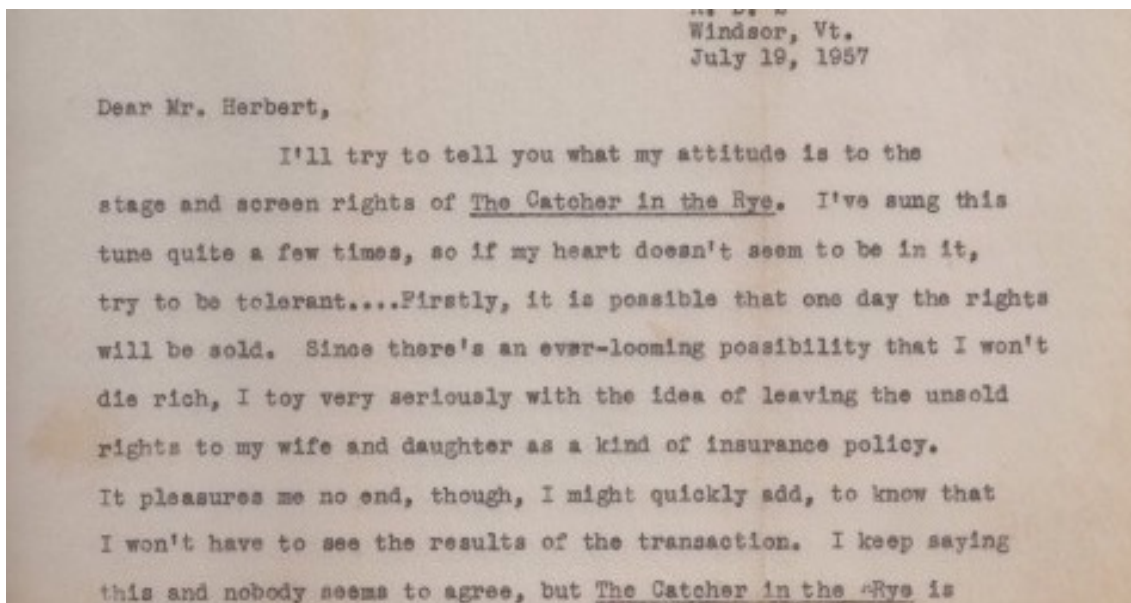 Windsor, Vt.
July 19, 1957
Dear Mr. Herbert,
I'll try to tell you what my attitude is to the
stage and screen rights of The Catcher in the Rye. I've sung this
tune quite a few times, so if my heart doesn't seem to be in it,
try to be tolerant....Firstly, it is possible that one day the rights
will be sold. Since there's an ever-looming possibility that I won't
die rich, I toy very seriously with the idea of leaving the unsold
rights to my wife and daughter as a kind of insurance policy.
It pleasures me no end, though, I might quickly add, to know that
I won't have to see the results of the transaction. I keep saying
this and nobody seems to agree, but The Catcher in the Rye is